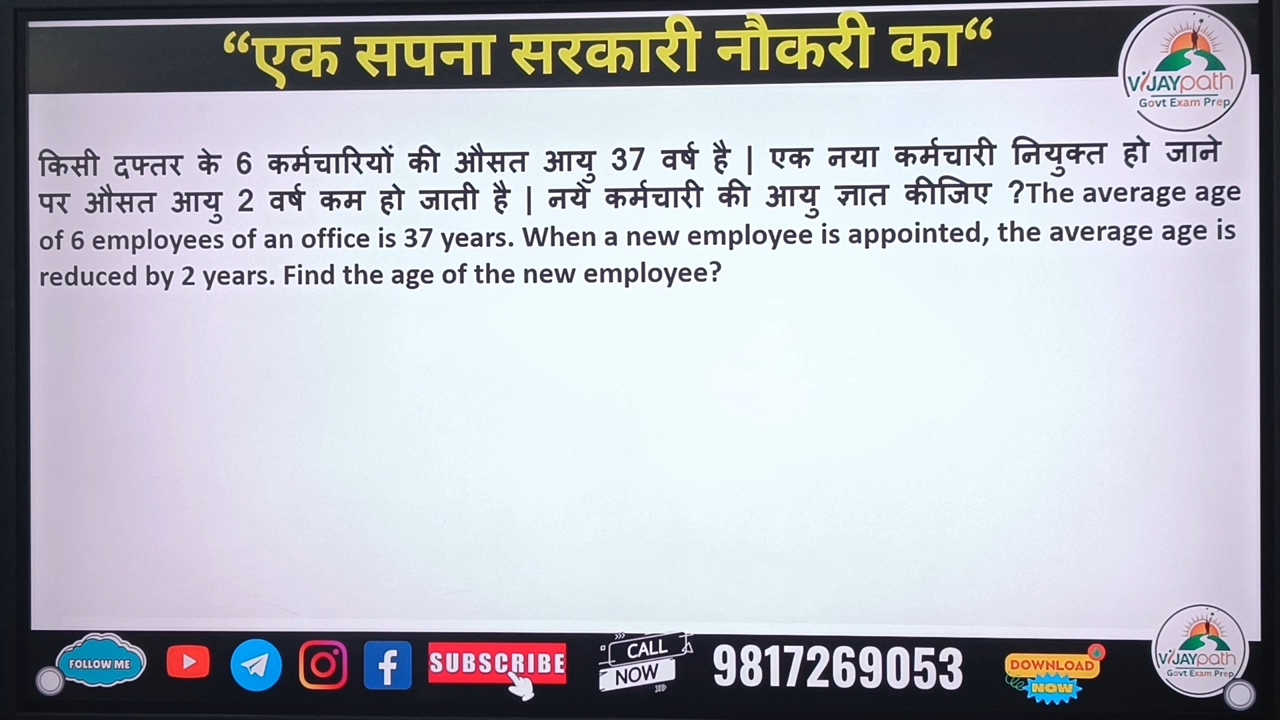 “एक सपना सरकारी नौकरी का“
VIJAYpath
Govt Exam Prep
किसी दफ्तर के 6 कर्मचारियों की औसत आयु 37 वर्ष है | एक नया कर्मचारी नियुक्त हो जाने
पर औसत आयु 2 वर्ष कम हो जाती है | नये कर्मचारी की आयु ज्ञात कीजिए ?The average age
of 6 employees of an office is 37 years. When a new employee is appointed, the average age is
reduced by 2 years. Find the age of the new employee?
FOLLOW ME
SUBSCRIBE
CALL
NOW
9817269053
DOWNLOAD
NOW
VIJAYpath
Govt Exam Prep